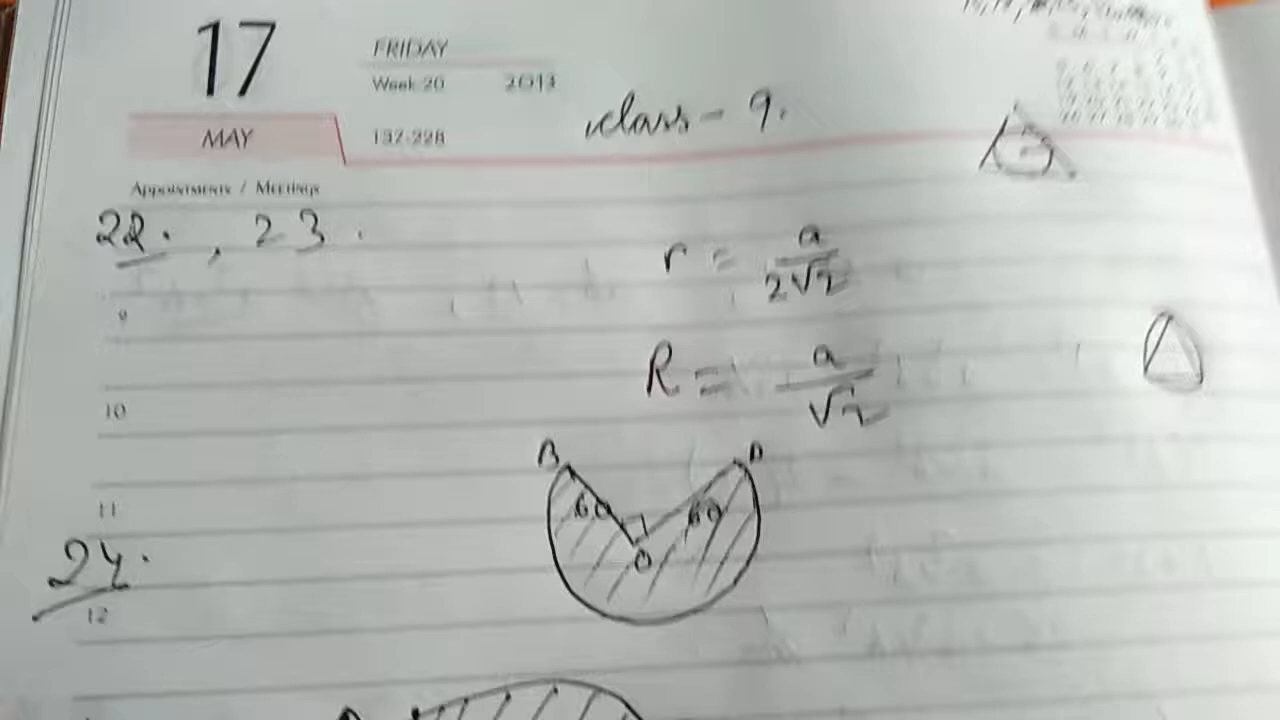 17
FRIDAY
Week 20 2013
MAY
132-228
class - 9.
Appointments / Meetings
22. , 23.
r = a / 2√2
R = a / √2
9
10
B
60 60
O
11
24.
12